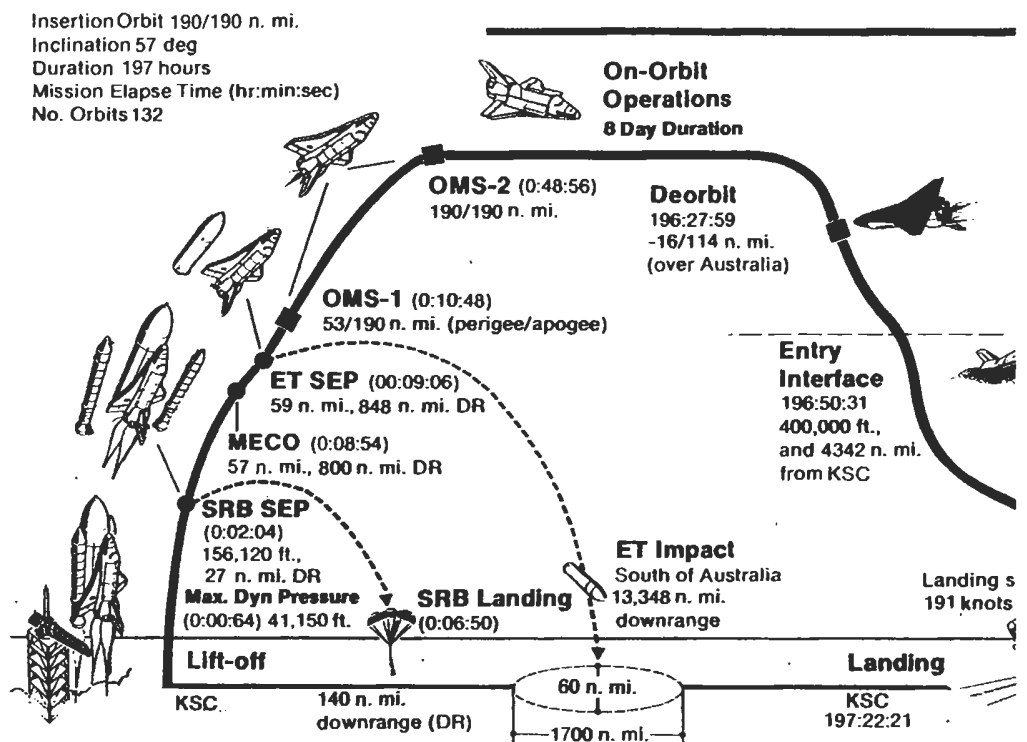 Insertion Orbit 190/190 n. mi.
Inclination 57 deg
Duration 197 hours
Mission Elapse Time (hr:min:sec)
No. Orbits 132
On-Orbit
Operations
8 Day Duration
OMS-2 (0:48:56)
190/190 n. mi.
Deorbit
196:27:59
-16/114 n. mi.
(over Australia)
OMS-1 (0:10:48)
53/190 n. mi. (perigee/apogee)
ET SEP (00:09:06)
59 n. mi., 848 n. mi. DR
MECO (0:08:54)
57 n. mi., 800 n. mi. DR
Entry
Interface
196:50:31
400,000 ft.,
and 4342 n. mi.
from KSC
SRB SEP
(0:02:04)
156,120 ft.,
27 n. mi. DR
Max. Dyn Pressure
(0:00:64) 41,150 ft.
SRB Landing
(0:06:50)
ET Impact
South of Australia
13,348 n. mi.
downrange
Landing s
191 knots
Lift-off
Landing
KSC
140 n. mi.
downrange (DR)
60 n. mi.
1700 n. mi.
KSC
197:22:21